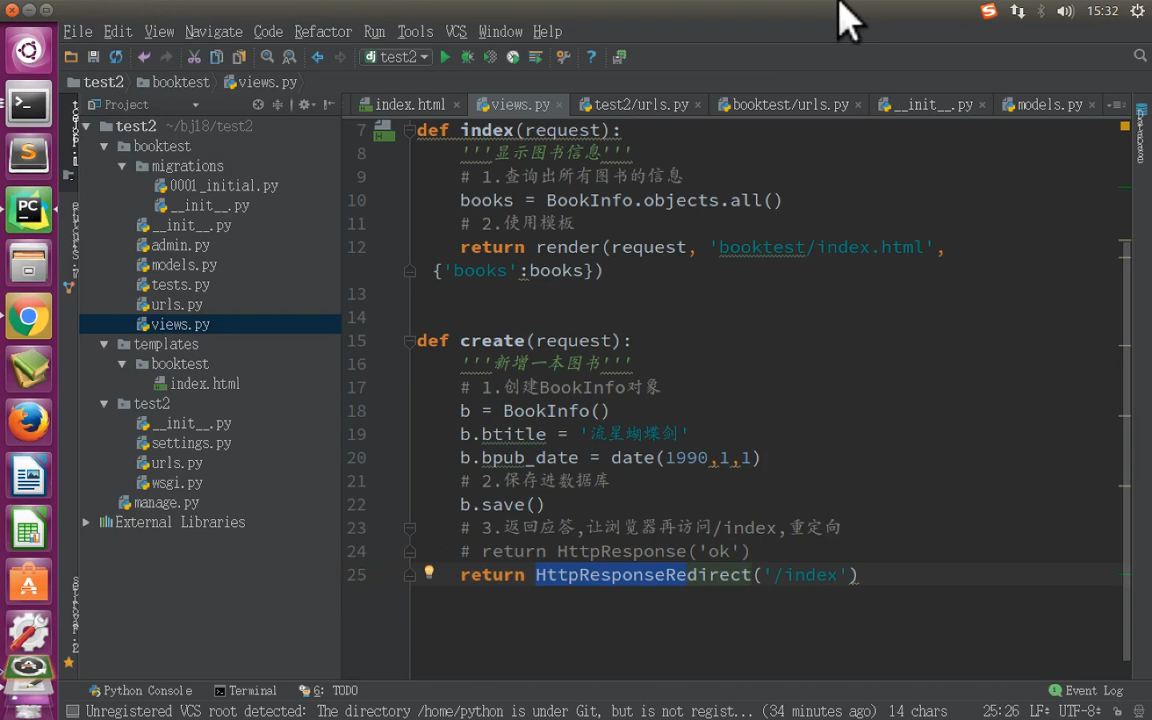 15:32
File Edit View Navigate Code Refactor Run Tools VCS Window Help
test2
test2 booktest views.py
Project index.html views.py test2/urls.py booktest/urls.py __init__.py models.py
test2 ~/bj18/test2
booktest
migrations
0001_initial.py
__init__.py
__init__.py
admin.py
models.py
tests.py
urls.py
views.py
templates
booktest
index.html
test2
__init__.py
settings.py
urls.py
wsgi.py
manage.py
External Libraries
7 def index(request):
8 '''显示图书信息'''
9 # 1.查询出所有图书的信息
10 books = BookInfo.objects.all()
11 # 2.使用模板
12 return render(request, 'booktest/index.html',
{'books':books})
13
14
15 def create(request):
16 '''新增一本图书'''
17 # 1.创建BookInfo对象
18 b = BookInfo()
19 b.btitle = '流星蝴蝶剑'
20 b.bpub_date = date(1990,1,1)
21 # 2.保存进数据库
22 b.save()
23 # 3.返回应答,让浏览器再访问/index,重定向
24 # return HttpResponse('ok')
25 return HttpResponseRedirect('/index')
Python Console Terminal 6: TODO Event Log
Unregistered VCS root detected: The directory /home/python is under Git, but is not regist... (34 minutes ago) 14 chars 25:26 LF UTF-8